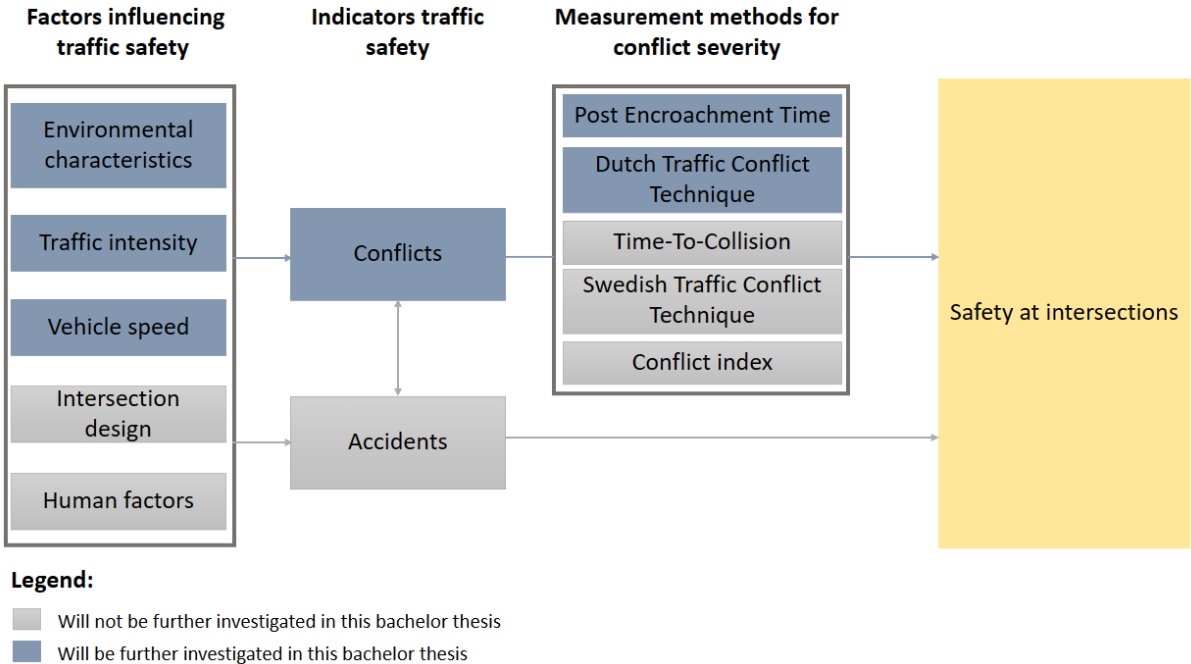 Factors influencing
traffic safety
Indicators traffic
safety
Measurement methods for
conflict severity
Environmental
characteristics
Traffic intensity
Vehicle speed
Intersection
design
Human factors
Conflicts
Accidents
Post Encroachment Time
Dutch Traffic Conflict
Technique
Time-To-Collision
Swedish Traffic Conflict
Technique
Conflict index
Safety at intersections
Legend:
Will not be further investigated in this bachelor thesis
Will be further investigated in this bachelor thesis